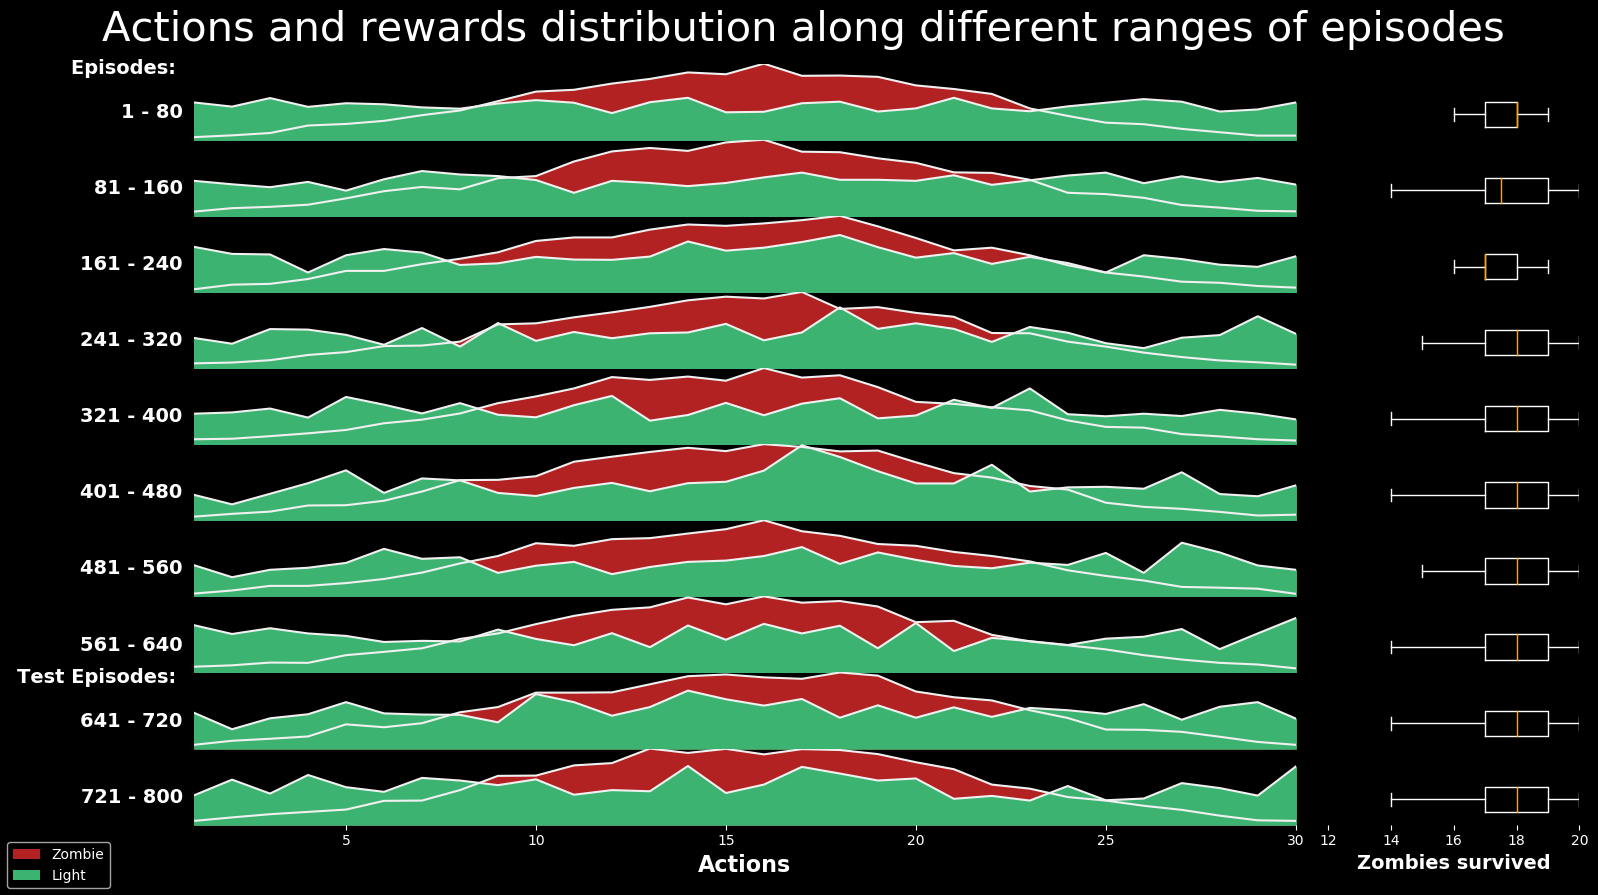 Actions and rewards distribution along different ranges of episodes
Episodes:
1 - 80
81 - 160
161 - 240
241 - 320
321 - 400
401 - 480
481 - 560
561 - 640
Test Episodes:
641 - 720
721 - 800
5 10 15 20 25 30 12 14 16 18 20
Actions
Zombies survived
Zombie
Light